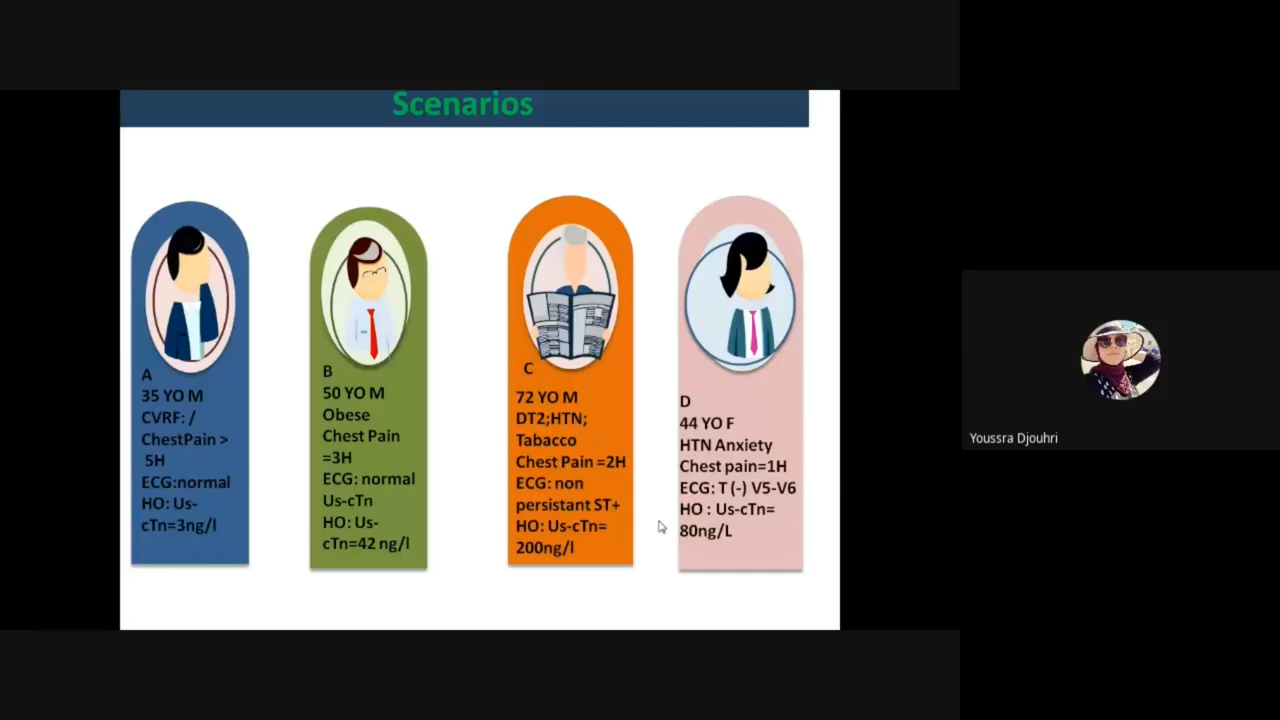 Scenarios
A
35 YO M
CVRF: /
ChestPain >
5H
ECG:normal
HO: Us-
cTn=3ng/l
B
50 YO M
Obese
Chest Pain
=3H
ECG: normal
Us-cTn
HO: Us-
cTn=42 ng/l
C
72 YO M
DT2;HTN;
Tabacco
Chest Pain =2H
ECG: non
persistant ST+
HO: Us-cTn=
200ng/l
D
44 YO F
HTN Anxiety
Chest pain=1H
ECG: T (-) V5-V6
HO : Us-cTn=
80ng/L
Youssra Djouhri